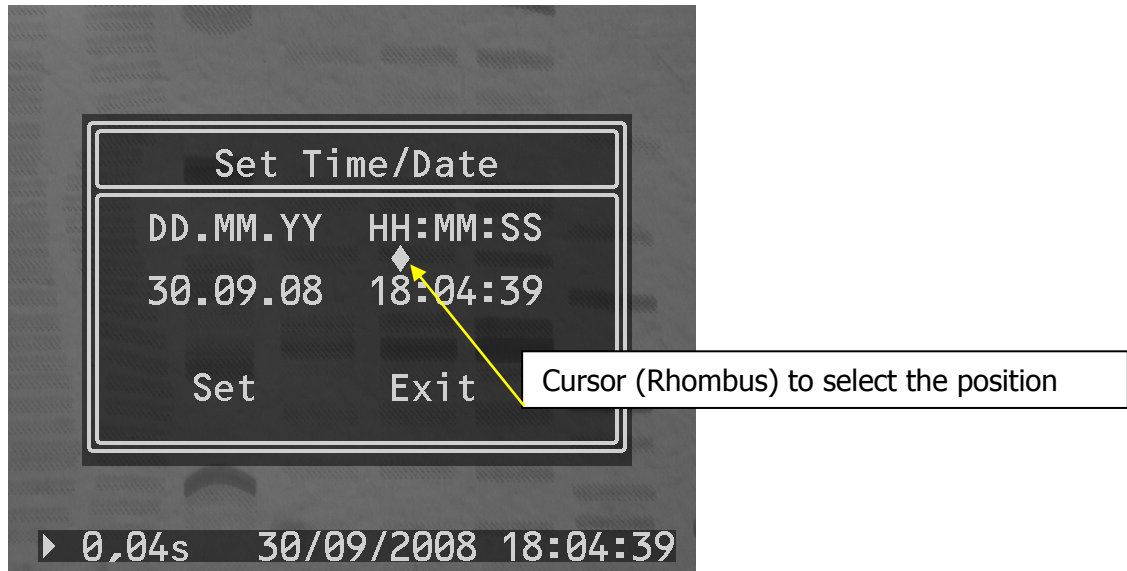 Set Time/Date
DD.MM.YY HH:MM:SS
30.09.08 18:04:39
Set Exit
Cursor (Rhombus) to select the position
0,04s 30/09/2008 18:04:39